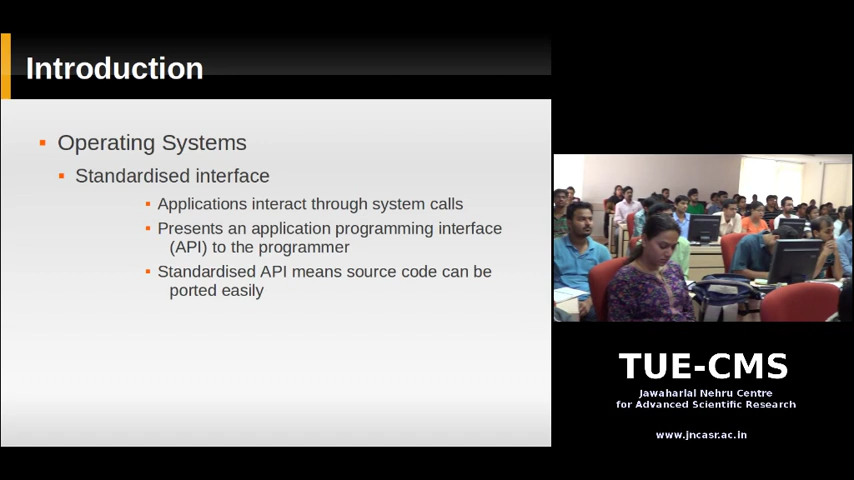 Introduction
Operating Systems
Standardised interface
Applications interact through system calls
Presents an application programming interface
(API) to the programmer
Standardised API means source code can be
ported easily
TUE-CMS
Jawaharlal Nehru Centre
for Advanced Scientific Research
www.jncasr.ac.in